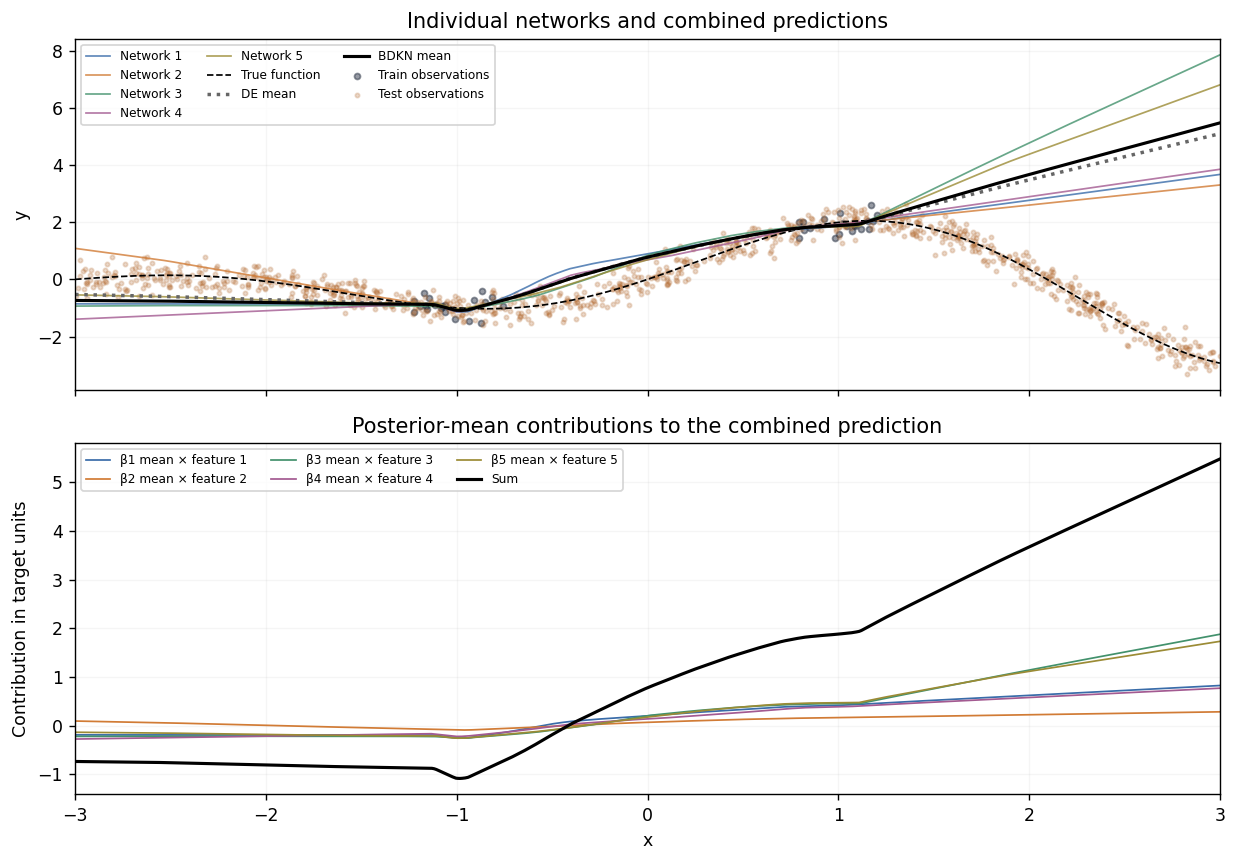 Individual networks and combined predictions
Network 1
Network 2
Network 3
Network 4
Network 5
True function
DE mean
BDKN mean
Train observations
Test observations
y
8
6
4
2
0
−2
Posterior-mean contributions to the combined prediction
β1 mean × feature 1
β2 mean × feature 2
β3 mean × feature 3
β4 mean × feature 4
β5 mean × feature 5
Sum
Contribution in target units
5
4
3
2
1
0
−1
−3
−2
−1
0
1
2
3
x